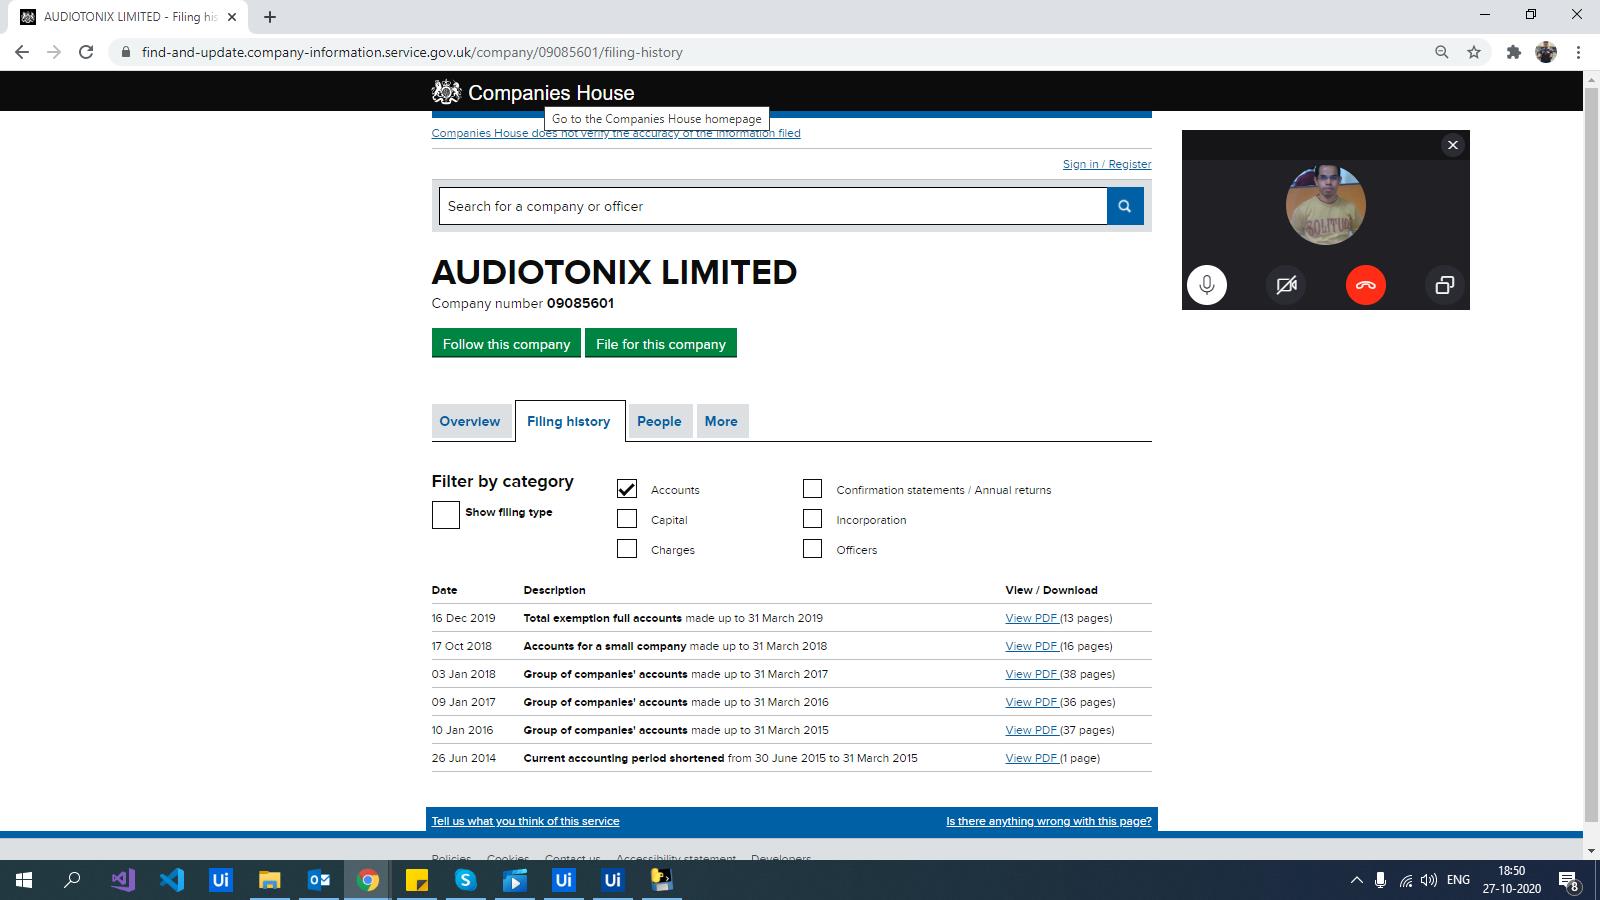 AUDIOTONIX LIMITED - Filing his
find-and-update.company-information.service.gov.uk/company/09085601/filing-history
Companies House
Go to the Companies House homepage
Companies House does not verify the accuracy of the information filed
Sign in / Register
Search for a company or officer
SOLITUD
AUDIOTONIX LIMITED
Company number 09085601
Follow this company File for this company
Overview Filing history People More
Filter by category
Show filing type
Accounts Confirmation statements / Annual returns
Capital Incorporation
Charges Officers
Date Description View / Download
16 Dec 2019 Total exemption full accounts made up to 31 March 2019 View PDF (13 pages)
17 Oct 2018 Accounts for a small company made up to 31 March 2018 View PDF (16 pages)
03 Jan 2018 Group of companies' accounts made up to 31 March 2017 View PDF (38 pages)
09 Jan 2017 Group of companies' accounts made up to 31 March 2016 View PDF (36 pages)
10 Jan 2016 Group of companies' accounts made up to 31 March 2015 View PDF (37 pages)
26 Jun 2014 Current accounting period shortened from 30 June 2015 to 31 March 2015 View PDF (1 page)
Tell us what you think of this service Is there anything wrong with this page?
Policies Cookies Contact us Accessibility statement Developers
Ui Ui Ui
ENG
18:50
27-10-2020
8